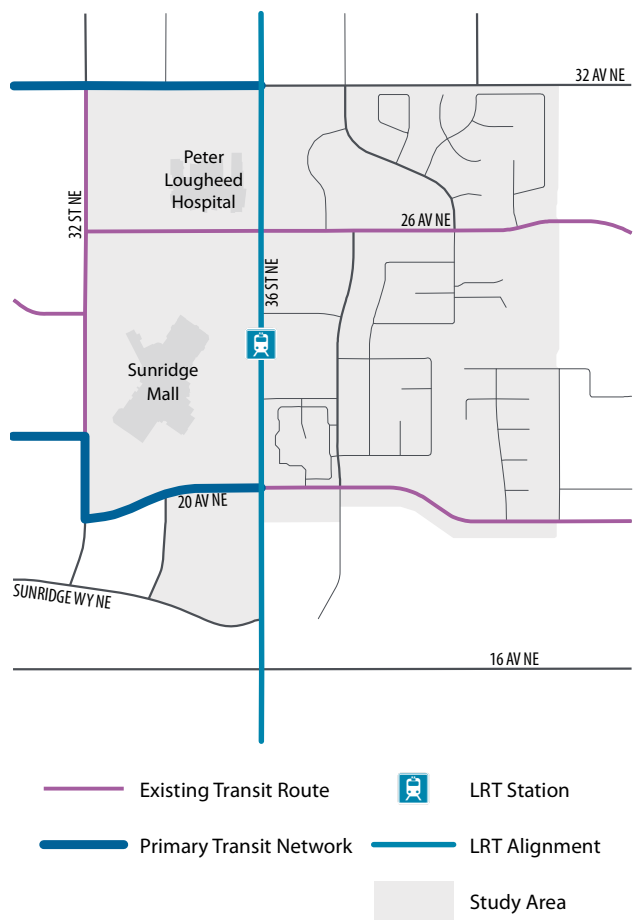 32 AV NE
Peter
Lougheed
Hospital
32 ST NE
26 AV NE
36 ST NE
Sunridge
Mall
20 AV NE
SUNRIDGE WY NE
16 AV NE
Existing Transit Route
LRT Station
Primary Transit Network
LRT Alignment
Study Area